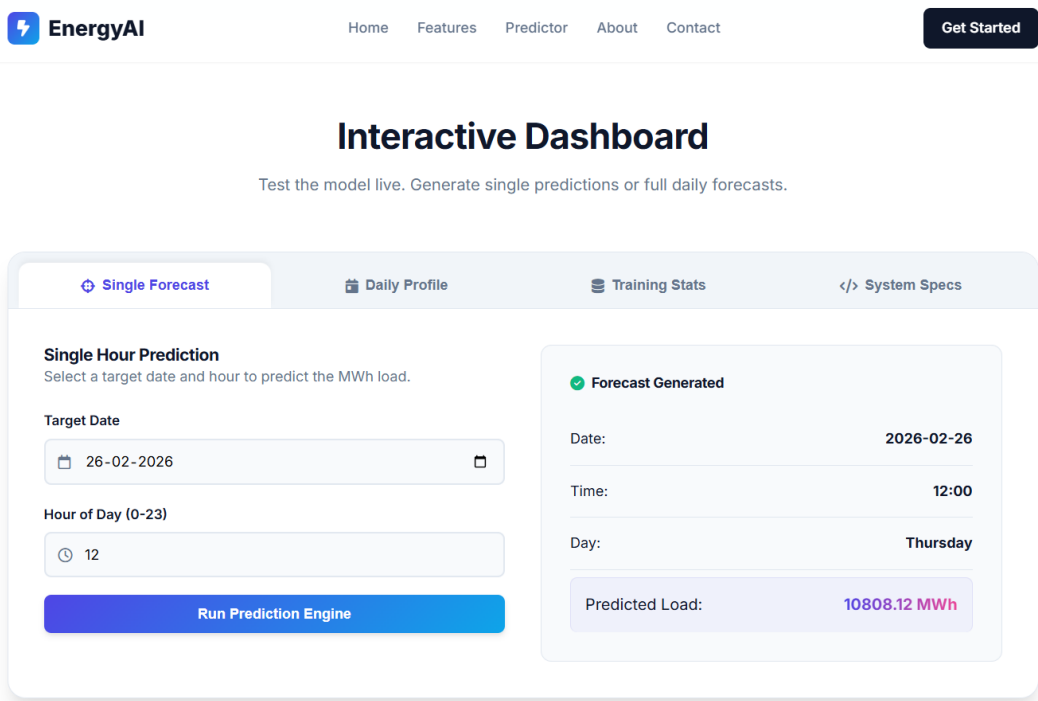 EnergyAI
Home Features Predictor About Contact
Get Started
Interactive Dashboard
Test the model live. Generate single predictions or full daily forecasts.
Single Forecast
Daily Profile
Training Stats
</> System Specs
Single Hour Prediction
Select a target date and hour to predict the MWh load.
Target Date
26-02-2026
Hour of Day (0-23)
12
Run Prediction Engine
Forecast Generated
Date: 2026-02-26
Time: 12:00
Day: Thursday
Predicted Load: 10808.12 MWh